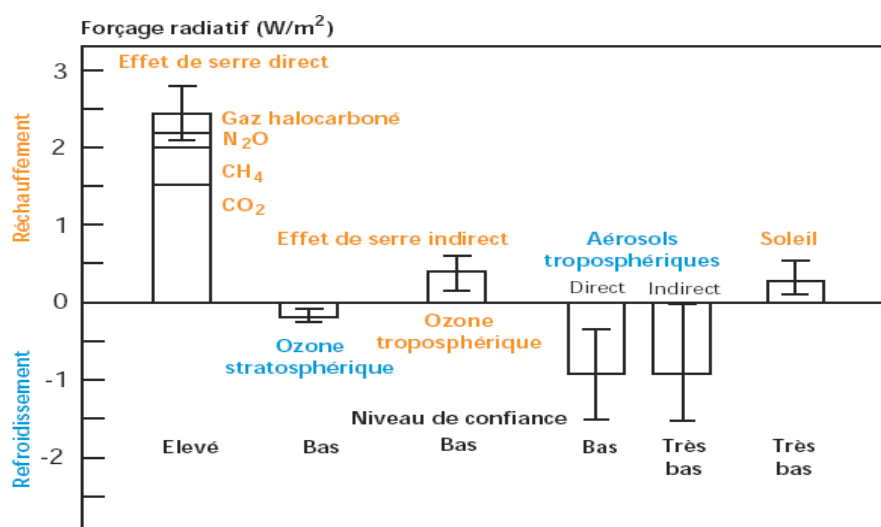 Forçage radiatif (W/m²)
Effet de serre direct
3
Gaz halocarboné
N₂O
2
CH₄
CO₂
1
Effet de serre indirect
Aérosols
troposphériques
Soleil
Direct
Indirect
0
Ozone
stratosphérique
Ozone
troposphérique
-1
Niveau de confiance
-2
Elevé
Bas
Bas
Bas
Très
bas
Très
bas
Réchauffement
Refroidissement